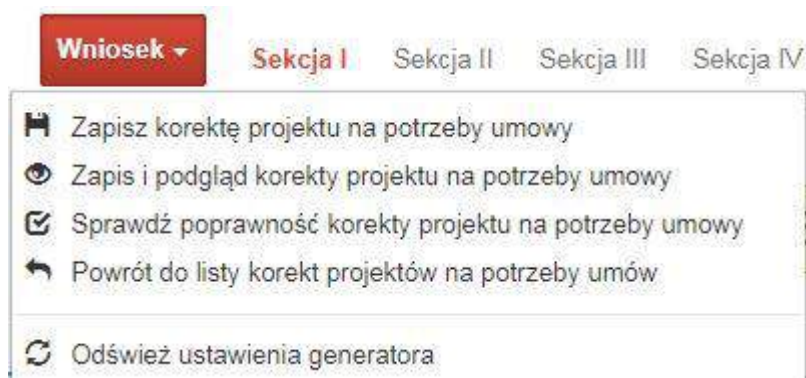 Wniosek Sekcja I Sekcja II Sekcja III Sekcja IV
Zapisz korektę projektu na potrzeby umowy
Zapis i podgląd korekty projektu na potrzeby umowy
Sprawdź poprawność korekty projektu na potrzeby umowy
Powrót do listy korekt projektów na potrzeby umów
Odśwież ustawienia generatora